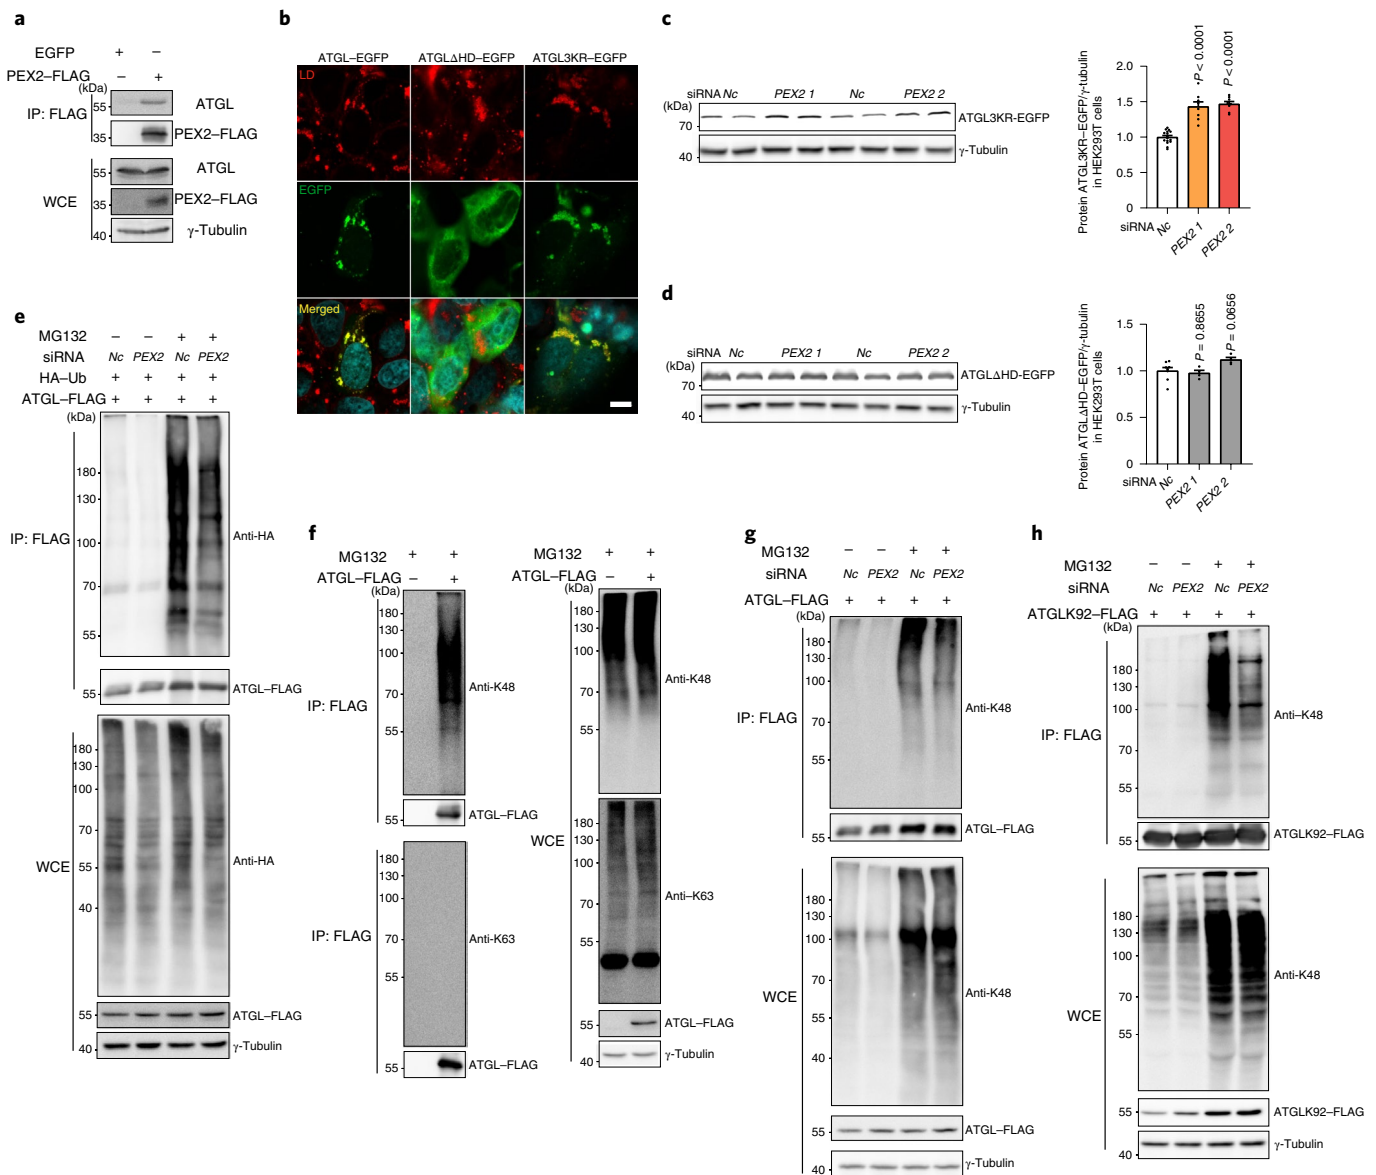 a
EGFP + –
PEX2–FLAG – +
(kDa)
IP: FLAG
55
ATGL
35
PEX2–FLAG
WCE
55
ATGL
35
PEX2–FLAG
40
γ-Tubulin
b
ATGL–EGFP ATGLΔHD–EGFP ATGL3KR–EGFP
LD
EGFP
Merged
c
siRNA Nc PEX2 1 Nc PEX2 2
(kDa)
70
ATGL3KR-EGFP
40
γ-Tubulin
Protein ATGL3KR–EGFP/γ-tubulin
in HEK293T cells
2.0
1.5
1.0
0.5
0
P < 0.0001
P < 0.0001
siRNA Nc PEX2 1 PEX2 2
d
siRNA Nc PEX2 1 Nc PEX2 2
(kDa)
70
ATGLΔHD-EGFP
40
γ-Tubulin
Protein ATGLΔHD–EGFP/γ-tubulin
in HEK293T cells
1.5
1.0
0.5
0
P = 0.8655
P = 0.0656
siRNA Nc PEX2 1 PEX2 2
e
MG132 – – + +
siRNA Nc PEX2 Nc PEX2
HA–Ub + + + +
ATGL–FLAG + + + +
(kDa)
IP: FLAG
180
130
100
70
55
Anti-HA
55
ATGL–FLAG
WCE
180
130
100
70
55
40
Anti-HA
55
ATGL–FLAG
40
γ-Tubulin
f
MG132 + +
ATGL–FLAG – +
(kDa)
IP: FLAG
180
130
100
70
55
Anti-K48
55
ATGL–FLAG
IP: FLAG
180
130
100
70
55
Anti-K63
55
ATGL–FLAG
MG132 + +
ATGL–FLAG – +
(kDa)
WCE
180
130
100
70
55
Anti-K48
180
130
100
70
55
Anti–K63
55
ATGL–FLAG
40
γ-Tubulin
g
MG132 – – + +
siRNA Nc PEX2 Nc PEX2
ATGL–FLAG + + + +
(kDa)
IP: FLAG
180
130
100
70
55
Anti-K48
55
ATGL–FLAG
WCE
180
130
100
70
55
40
Anti-K48
55
ATGL–FLAG
40
γ-Tubulin
h
MG132 – – + +
siRNA Nc PEX2 Nc PEX2
ATGLK92–FLAG + + + +
(kDa)
IP: FLAG
180
130
100
70
55
Anti–K48
55
ATGLK92–FLAG
WCE
180
130
100
70
55
Anti-K48
55
ATGLK92–FLAG
40
γ-Tubulin